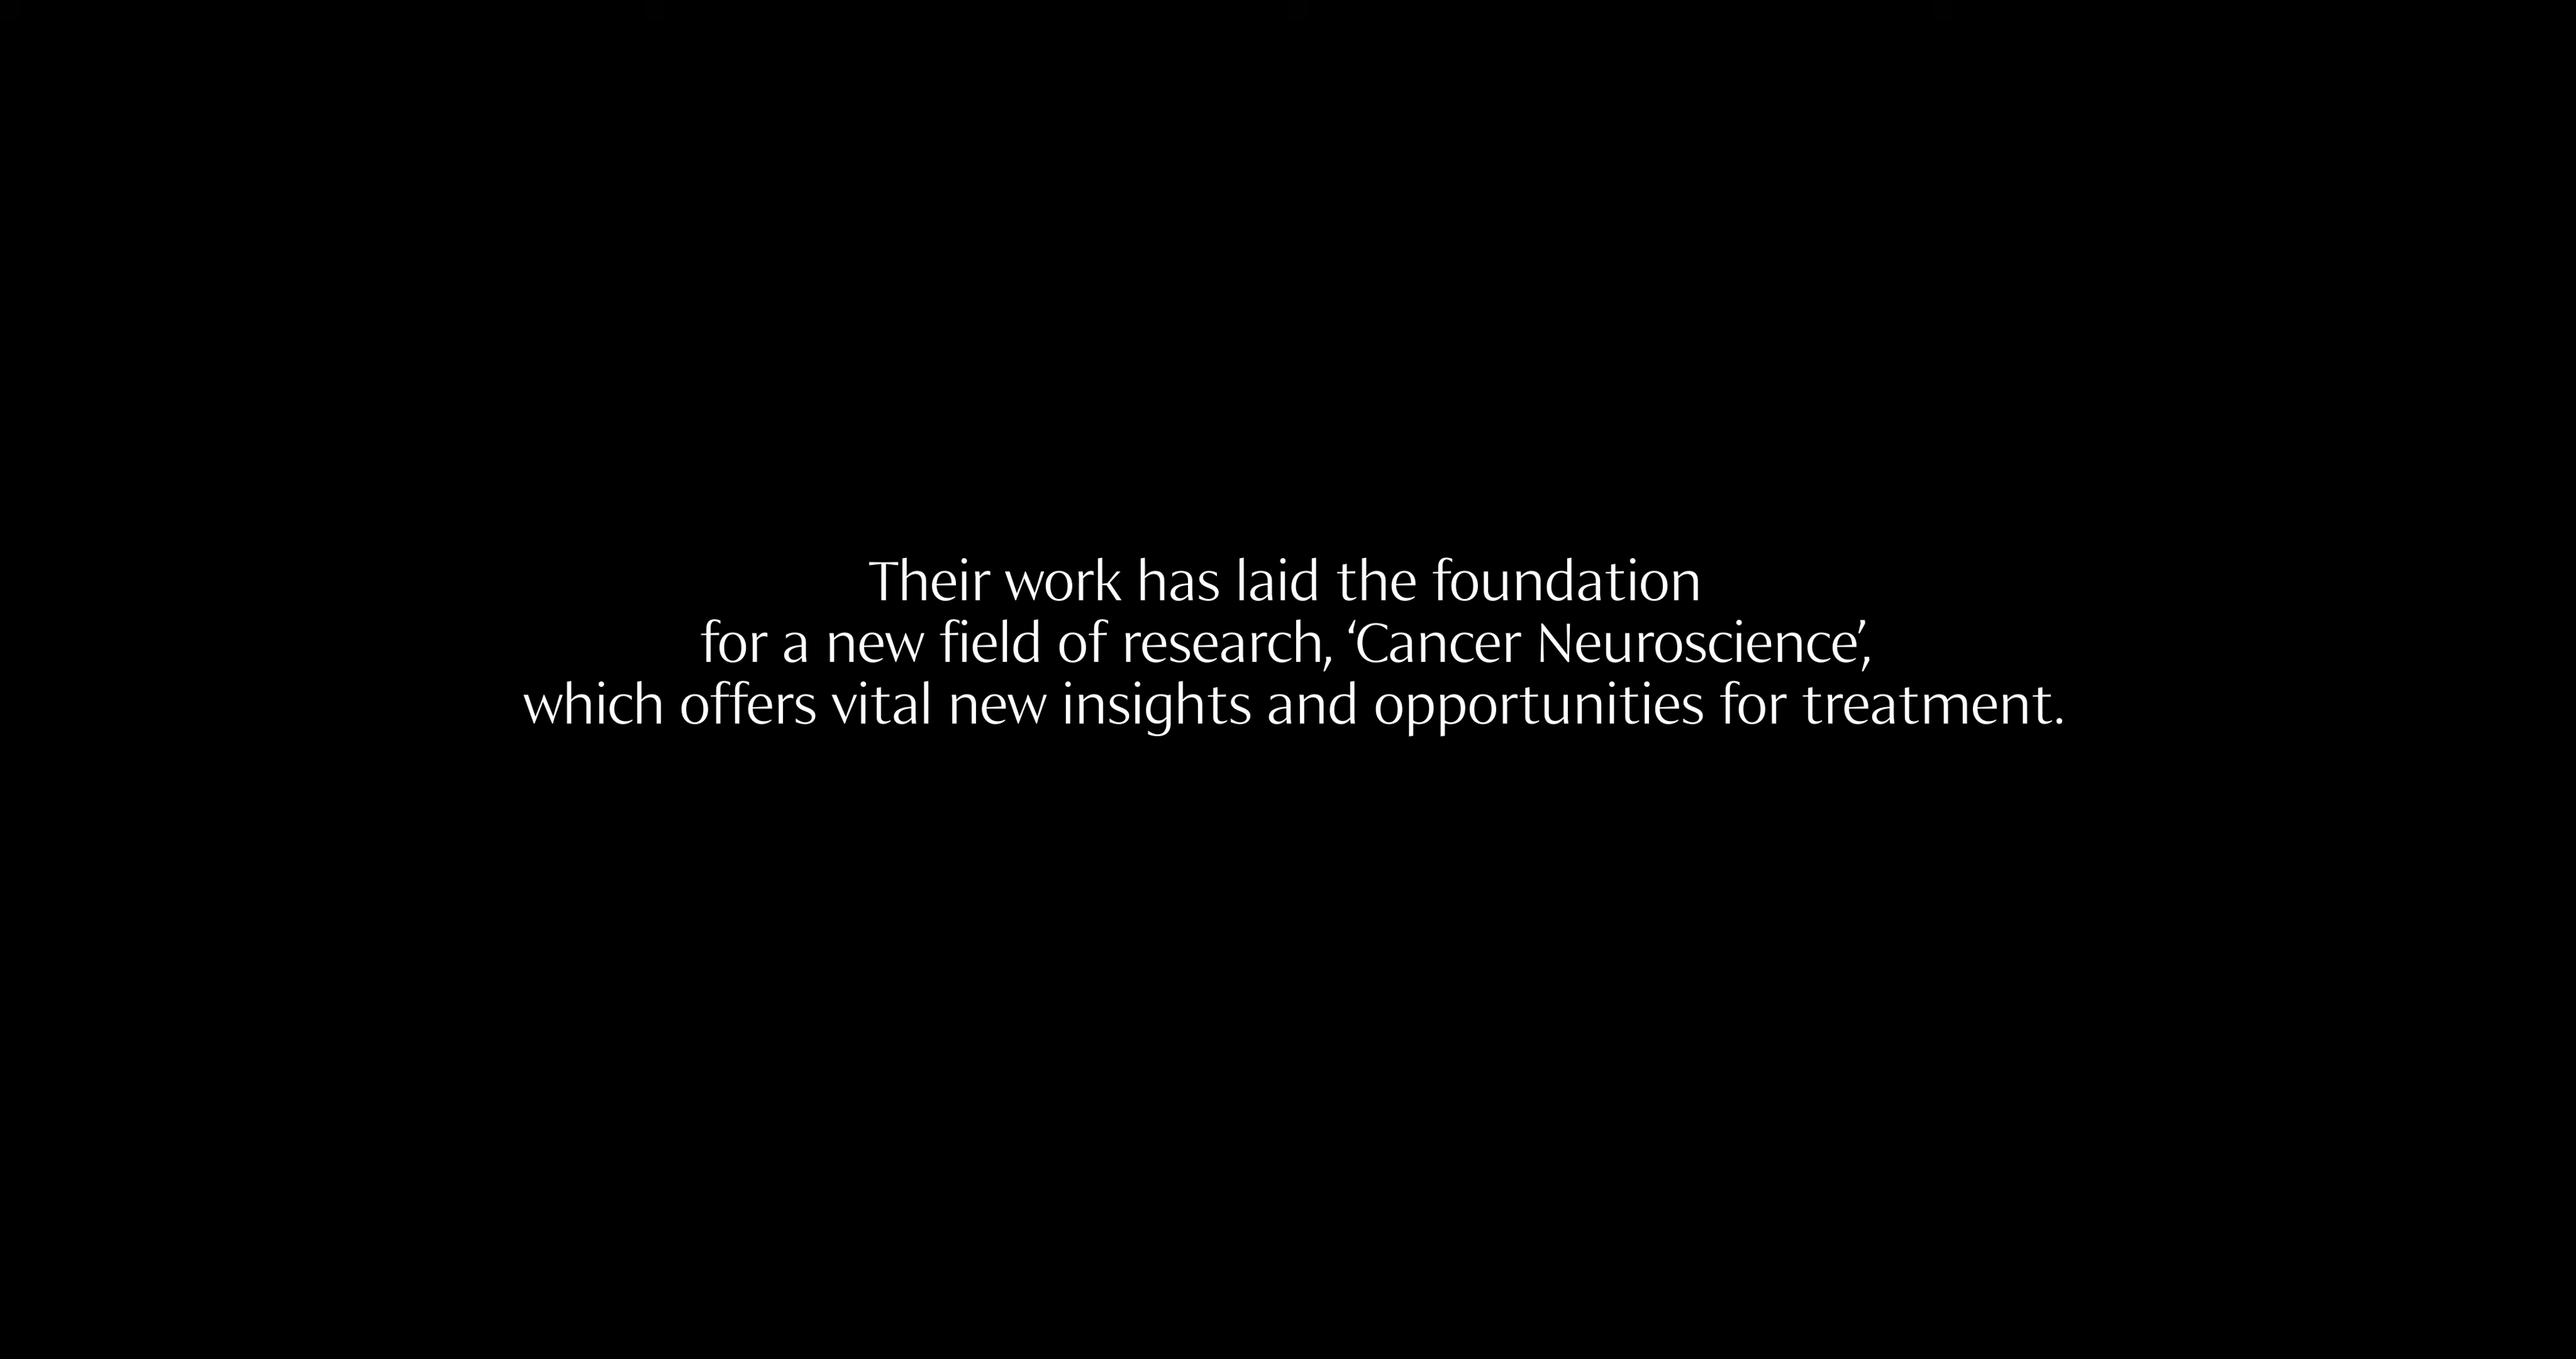 Their work has laid the foundation
for a new field of research, ‘Cancer Neuroscience’,
which offers vital new insights and opportunities for treatment.